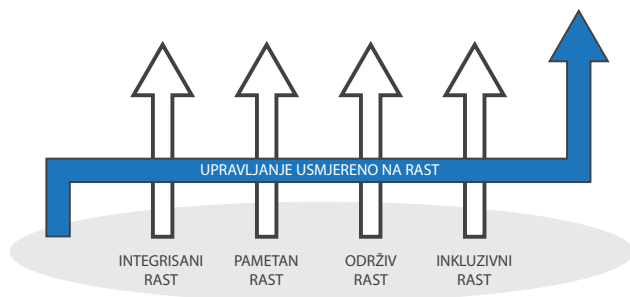 UPRAVLJANJE USMJERENO NA RAST
INTEGRISANI
RAST
PAMETAN
RAST
ODRŽIV
RAST
INKLUZIVNI
RAST